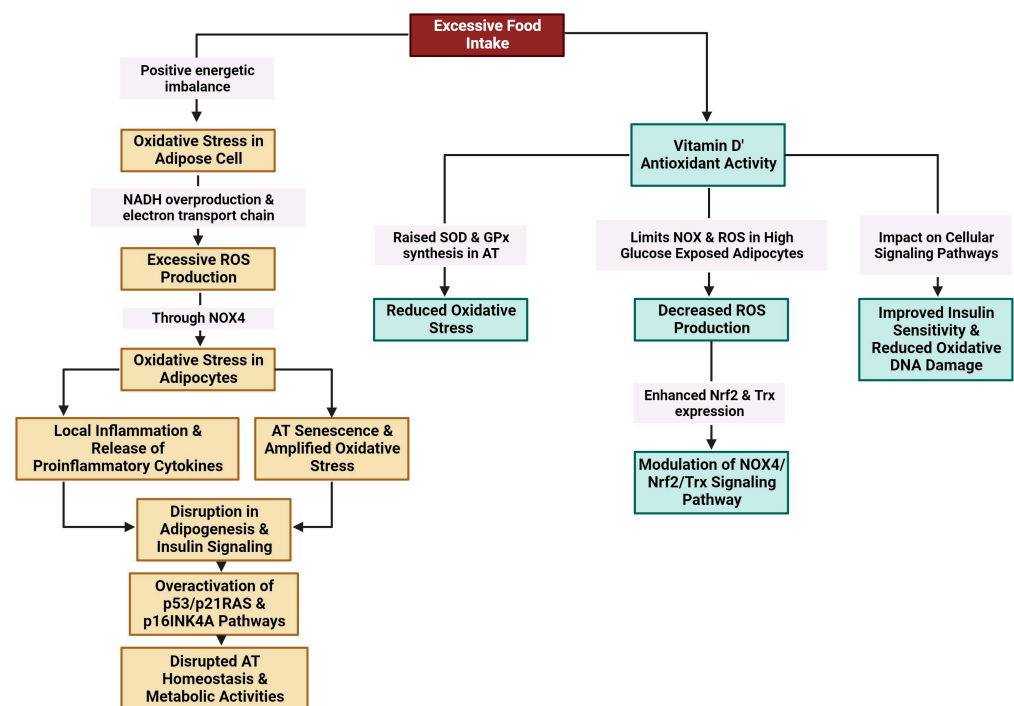 Excessive Food
Intake
Positive energetic
imbalance
Oxidative Stress in
Adipose Cell
NADH overproduction &
electron transport chain
Excessive ROS
Production
Through NOX4
Oxidative Stress in
Adipocytes
Local Inflammation &
Release of
Proinflammatory Cytokines
AT Senescence &
Amplified Oxidative
Stress
Disruption in
Adipogenesis &
Insulin Signaling
Overactivation of
p53/p21RAS &
p16INK4A Pathways
Disrupted AT
Homeostasis &
Metabolic Activities
Vitamin D'
Antioxidant Activity
Raised SOD & GPx
synthesis in AT
Reduced Oxidative
Stress
Limits NOX & ROS in High
Glucose Exposed Adipocytes
Decreased ROS
Production
Enhanced Nrf2 & Trx
expression
Modulation of NOX4/
Nrf2/Trx Signaling
Pathway
Impact on Cellular
Signaling Pathways
Improved Insulin
Sensitivity &
Reduced Oxidative
DNA Damage